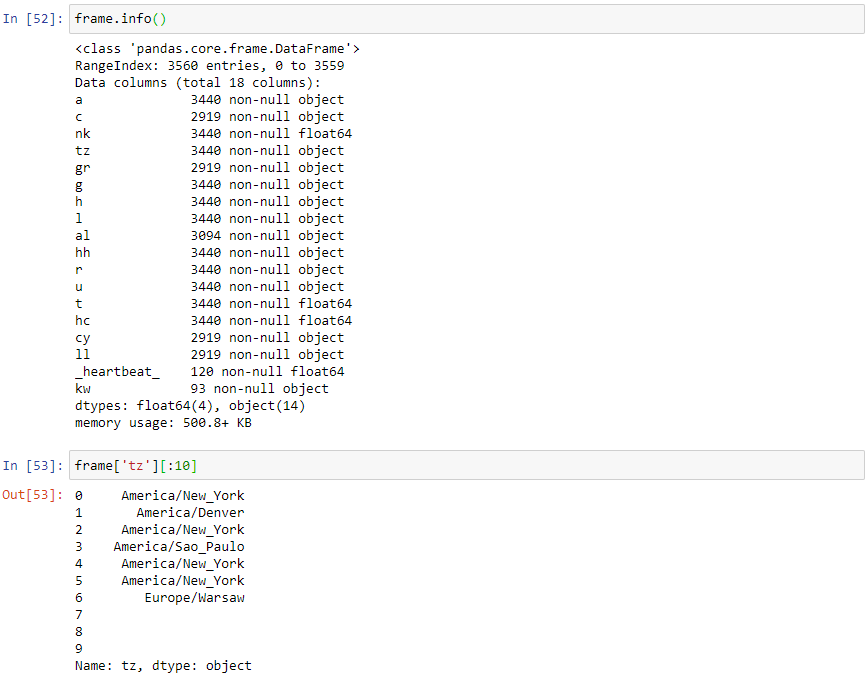 In [52]: frame.info()
<class 'pandas.core.frame.DataFrame'>
RangeIndex: 3560 entries, 0 to 3559
Data columns (total 18 columns):
a              3440 non-null object
c              2919 non-null object
nk             3440 non-null float64
tz             3440 non-null object
gr             2919 non-null object
g              3440 non-null object
h              3440 non-null object
l              3440 non-null object
al             3094 non-null object
hh             3440 non-null object
r              3440 non-null object
u              3440 non-null object
t              3440 non-null float64
hc             3440 non-null float64
cy             2919 non-null object
ll             2919 non-null object
_heartbeat_    120 non-null float64
kw             93 non-null object
dtypes: float64(4), object(14)
memory usage: 500.8+ KB
In [53]: frame['tz'][:10]
Out[53]: 0     America/New_York
1       America/Denver
2     America/New_York
3    America/Sao_Paulo
4     America/New_York
5     America/New_York
6        Europe/Warsaw
7
8
9
Name: tz, dtype: object